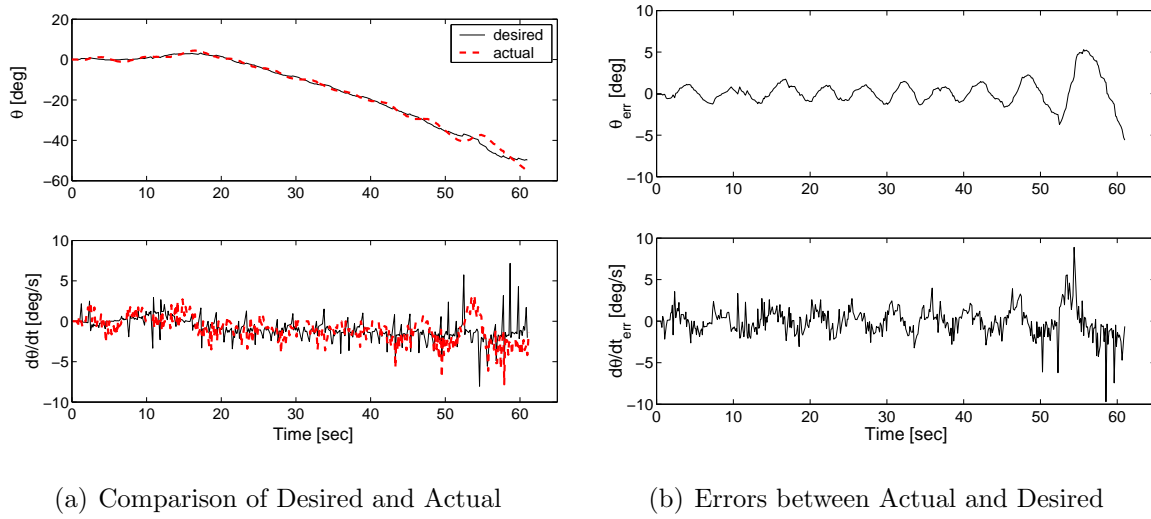 20
0
−20
−40
−60
θ [deg]
desired
actual
0 10 20 30 40 50 60
10
5
0
−5
−10
dθ/dt [deg/s]
0 10 20 30 40 50 60
Time [sec]
(a) Comparison of Desired and Actual
10
5
0
−5
−10
θerr [deg]
0 10 20 30 40 50 60
10
5
0
−5
−10
dθ/dterr [deg/s]
0 10 20 30 40 50 60
Time [sec]
(b) Errors between Actual and Desired